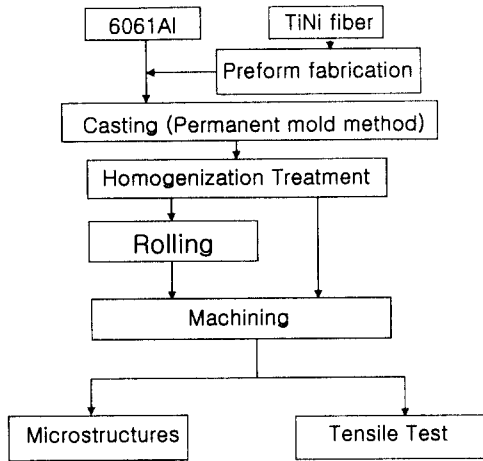 6061Al
TiNi fiber
Preform fabrication
Casting (Permanent mold method)
Homogenization Treatment
Rolling
Machining
Microstructures
Tensile Test